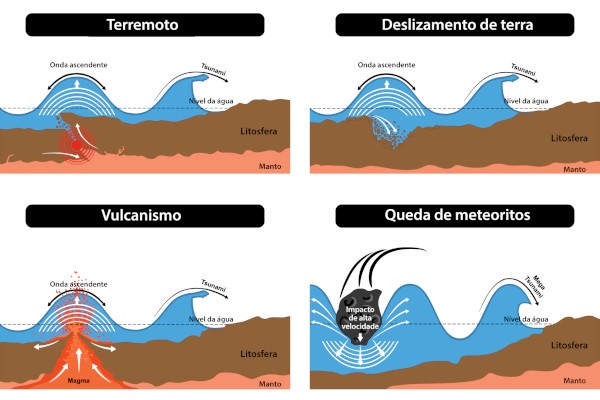 Terremoto
Onda ascendente
Tsunami
Nível da água
Litosfera
Manto
Deslizamento de terra
Onda ascendente
Tsunami
Nível da água
Litosfera
Manto
Vulcanismo
Onda ascendente
Tsunami
Nível da água
Litosfera
Magma
Manto
Queda de meteoritos
Mega
Tsunami
Impacto
de alta
velocidade
Nível da água
Litosfera
Manto